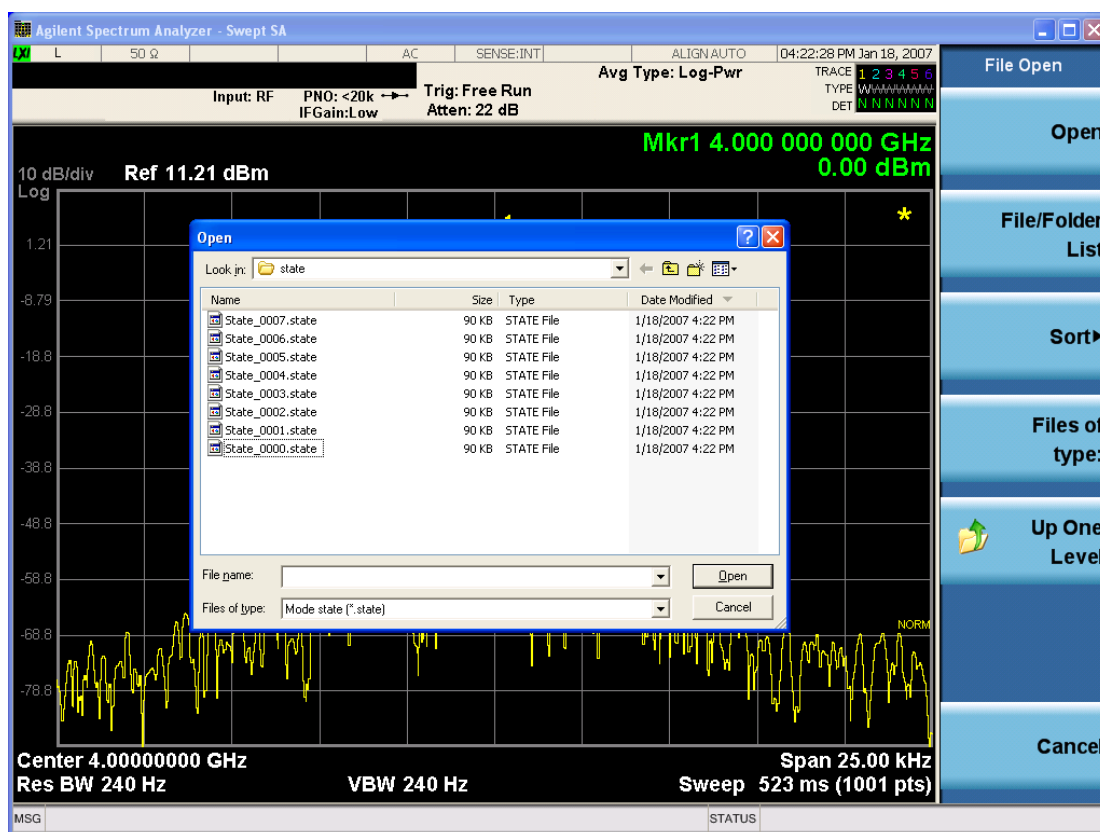 Agilent Spectrum Analyzer - Swept SA
LXI L 50 Ω AC SENSE:INT ALIGN AUTO 04:22:28 PM Jan 18, 2007
Input: RF PNO: <20k IFGain:Low Trig: Free Run Atten: 22 dB Avg Type: Log-Pwr
TRACE 1 2 3 4 5 6
TYPE W
DET N N N N N N
Mkr1 4.000 000 000 GHz
0.00 dBm
10 dB/div Ref 11.21 dBm
Log
1.21
-8.79
-18.8
-28.8
-38.8
-48.8
-58.8
-68.8
-78.8
*
NORM
Open
Look in: state
Name Size Type Date Modified
State_0007.state 90 KB STATE File 1/18/2007 4:22 PM
State_0006.state 90 KB STATE File 1/18/2007 4:22 PM
State_0005.state 90 KB STATE File 1/18/2007 4:22 PM
State_0004.state 90 KB STATE File 1/18/2007 4:22 PM
State_0003.state 90 KB STATE File 1/18/2007 4:22 PM
State_0002.state 90 KB STATE File 1/18/2007 4:22 PM
State_0001.state 90 KB STATE File 1/18/2007 4:22 PM
State_0000.state 90 KB STATE File 1/18/2007 4:22 PM
File name: Open
Files of type: Mode state (*.state) Cancel
Center 4.00000000 GHz Span 25.00 kHz
Res BW 240 Hz VBW 240 Hz Sweep 523 ms (1001 pts)
MSG STATUS
File Open
Open
File/Folder
List
Sort
Files of
type:
Up One
Level
Cancel